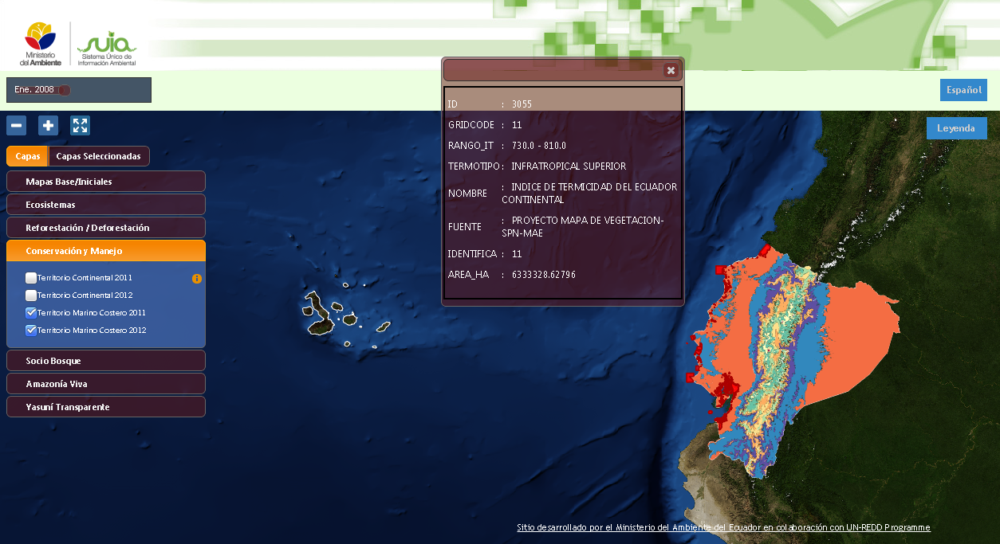 Ministerio
del Ambiente
suia
Sistema Único de
Información Ambiental
Ene. 2008
Español
Leyenda
Capas
Capas Seleccionadas
Mapas Base/Iniciales
Ecosistemas
Reforestación / Deforestación
Conservación y Manejo
Territorio Continental 2011
Territorio Continental 2012
Territorio Marino Costero 2011
Territorio Marino Costero 2012
Socio Bosque
Amazonía Viva
Yasuní Transparente
ID : 3055
GRIDCODE : 11
RANGO_IT : 730.0 - 810.0
TERMOTIPO : INFRATROPICAL SUPERIOR
NOMBRE : INDICE DE TERMICIDAD DEL ECUADOR
CONTINENTAL
FUENTE : PROYECTO MAPA DE VEGETACION-
SPN-MAE
IDENTIFICA : 11
AREA_HA : 6333328.62796
Sitio desarrollado por el Ministerio del Ambiente del Ecuador en colaboración con UN-REDD Programme